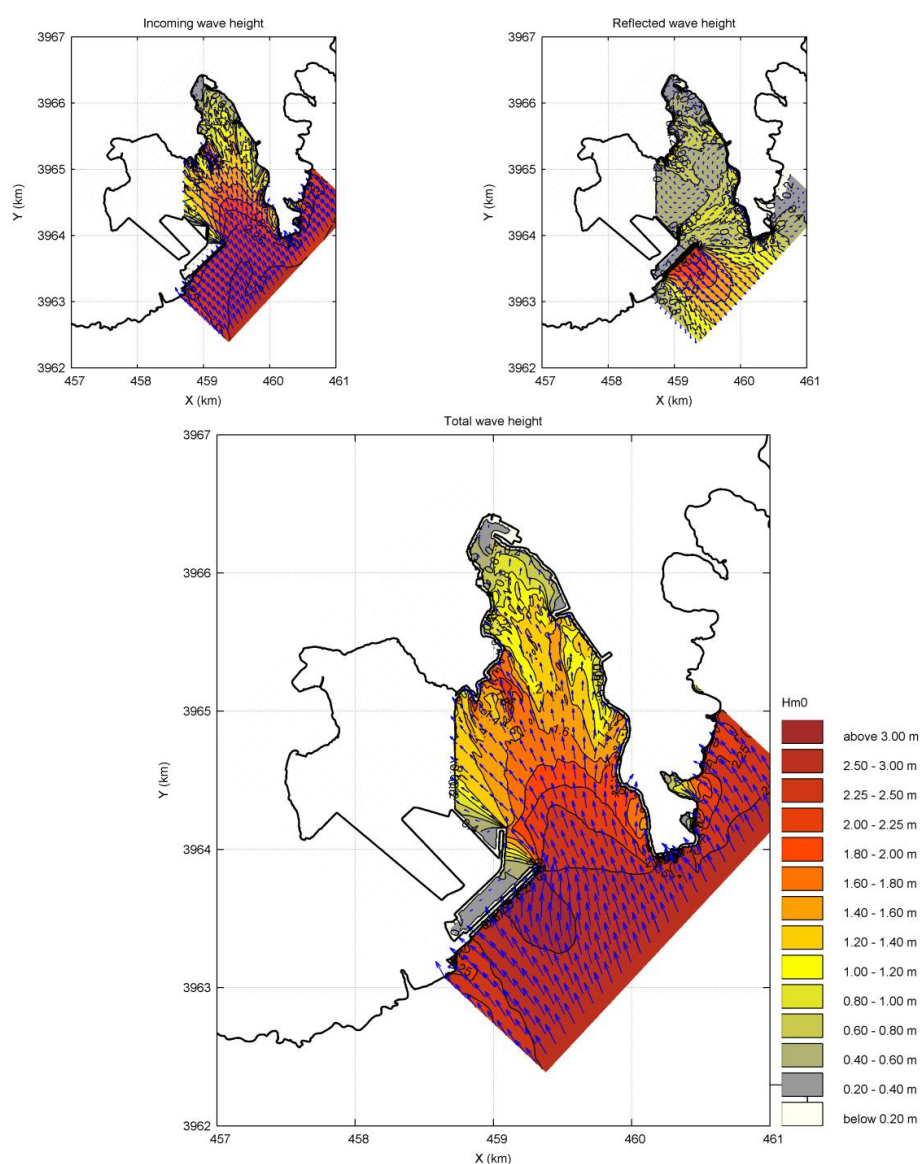 Incoming wave height
3967
3966
3965
3964
3963
3962
Y (km)
457 458 459 460 461
X (km)
Reflected wave height
3967
3966
3965
3964
3963
3962
Y (km)
457 458 459 460 461
X (km)
Total wave height
3967
3966
3965
3964
3963
3962
Y (km)
457 458 459 460 461
X (km)
Hm0
above 3.00 m
2.50 - 3.00 m
2.25 - 2.50 m
2.00 - 2.25 m
1.80 - 2.00 m
1.60 - 1.80 m
1.40 - 1.60 m
1.20 - 1.40 m
1.00 - 1.20 m
0.80 - 1.00 m
0.60 - 0.80 m
0.40 - 0.60 m
0.20 - 0.40 m
below 0.20 m